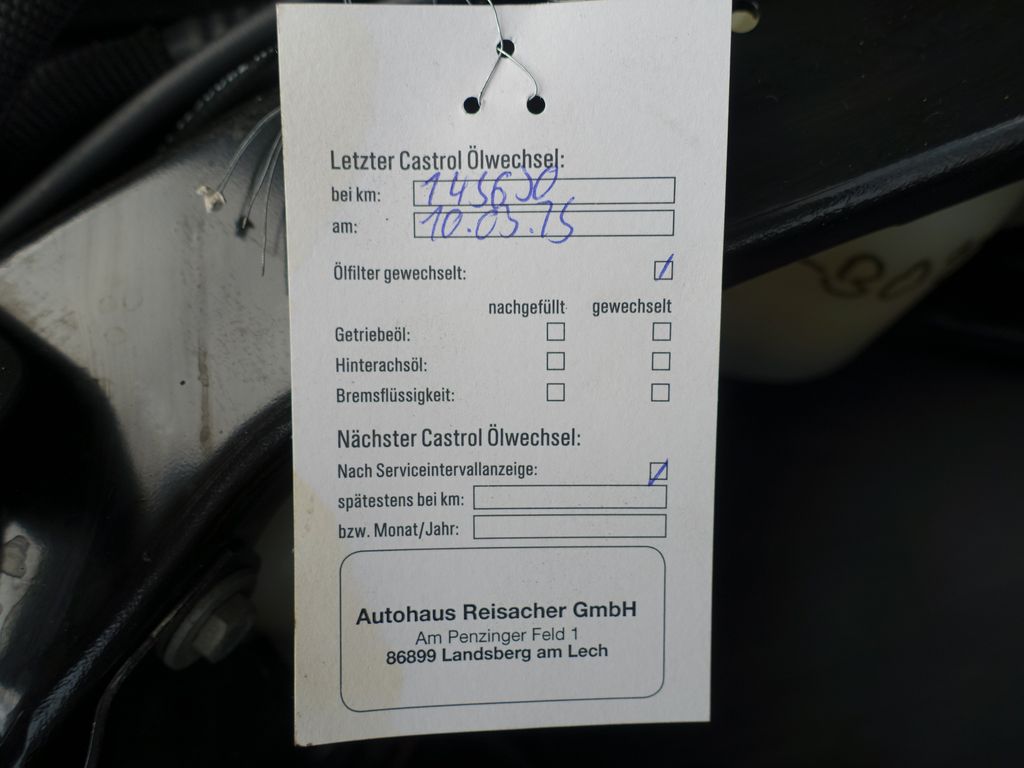 Letzter Castrol Ölwechsel:
bei km: 145650
am: 10.03.15
Ölfilter gewechselt:
nachgefüllt gewechselt
Getriebeöl:
Hinterachsöl:
Bremsflüssigkeit:
Nächster Castrol Ölwechsel:
Nach Serviceintervallanzeige:
spätestens bei km:
bzw. Monat/Jahr:
Autohaus Reisacher GmbH
Am Penzinger Feld 1
86899 Landsberg am Lech